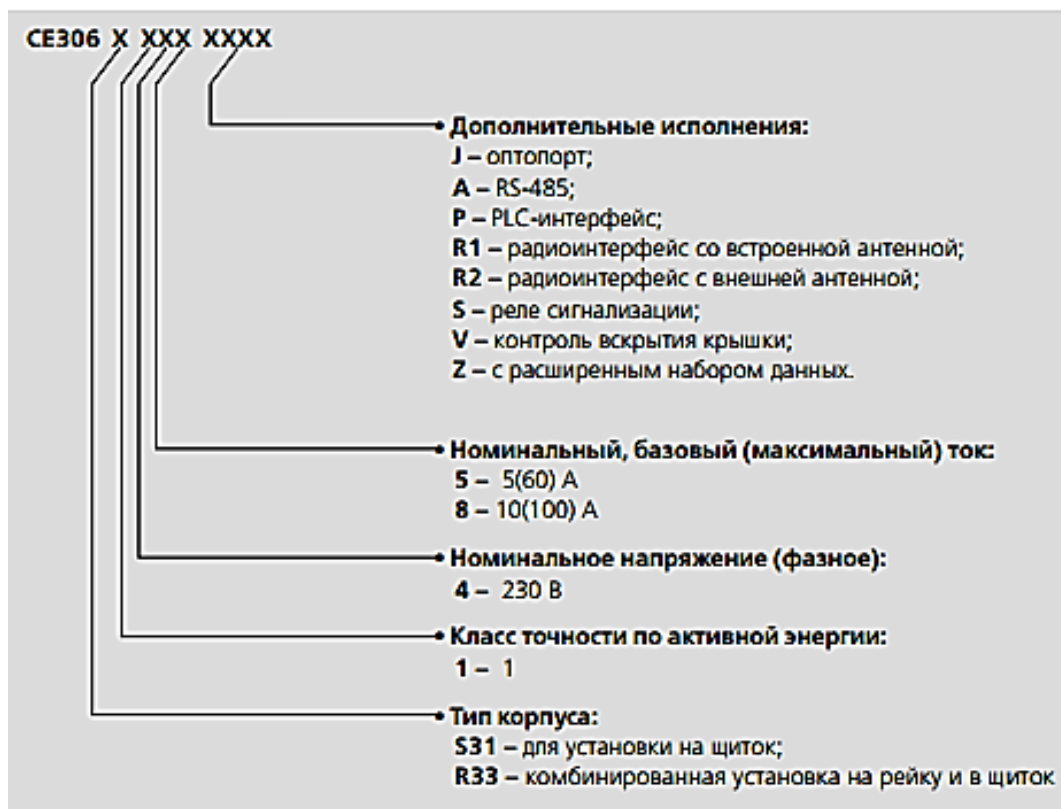 CE306 X XXX XXXX
Дополнительные исполнения:
J – оптопорт;
A – RS-485;
P – PLC-интерфейс;
R1 – радиоинтерфейс со встроенной антенной;
R2 – радиоинтерфейс с внешней антенной;
S – реле сигнализации;
V – контроль вскрытия крышки;
Z – с расширенным набором данных.
Номинальный, базовый (максимальный) ток:
5 – 5(60) А
8 – 10(100) А
Номинальное напряжение (фазное):
4 – 230 В
Класс точности по активной энергии:
1 – 1
Тип корпуса:
S31 – для установки на щиток;
R33 – комбинированная установка на рейку и в щиток